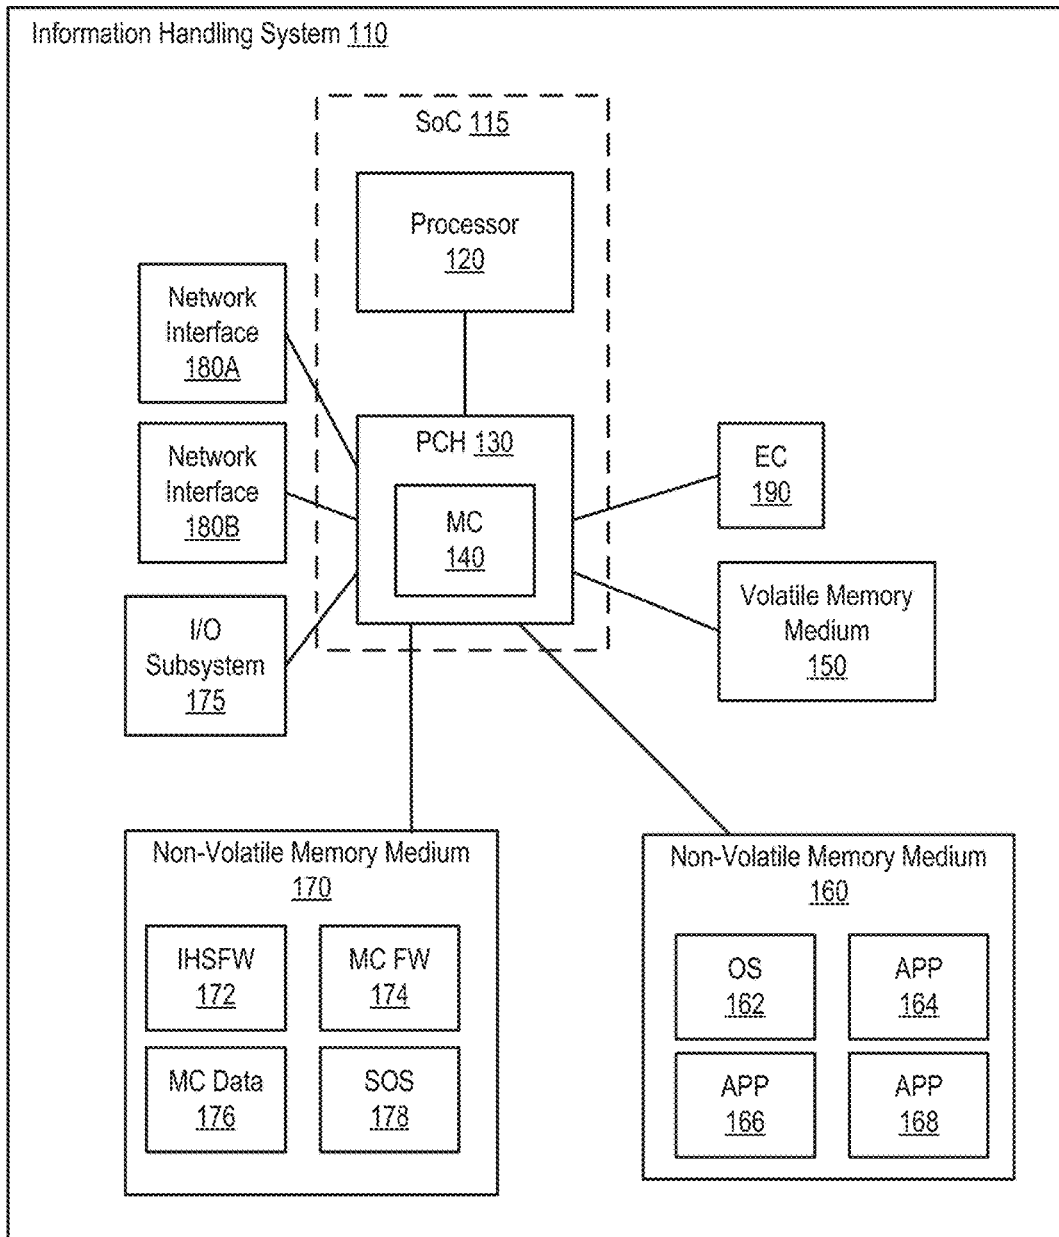 Information Handling System 110
SoC 115
Processor
120
Network
Interface
180A
Network
Interface
180B
I/O
Subsystem
175
PCH 130
MC
140
EC
190
Volatile Memory
Medium
150
Non-Volatile Memory Medium
170
IHSFW
172
MC FW
174
MC Data
176
SOS
178
Non-Volatile Memory Medium
160
OS
162
APP
164
APP
166
APP
168